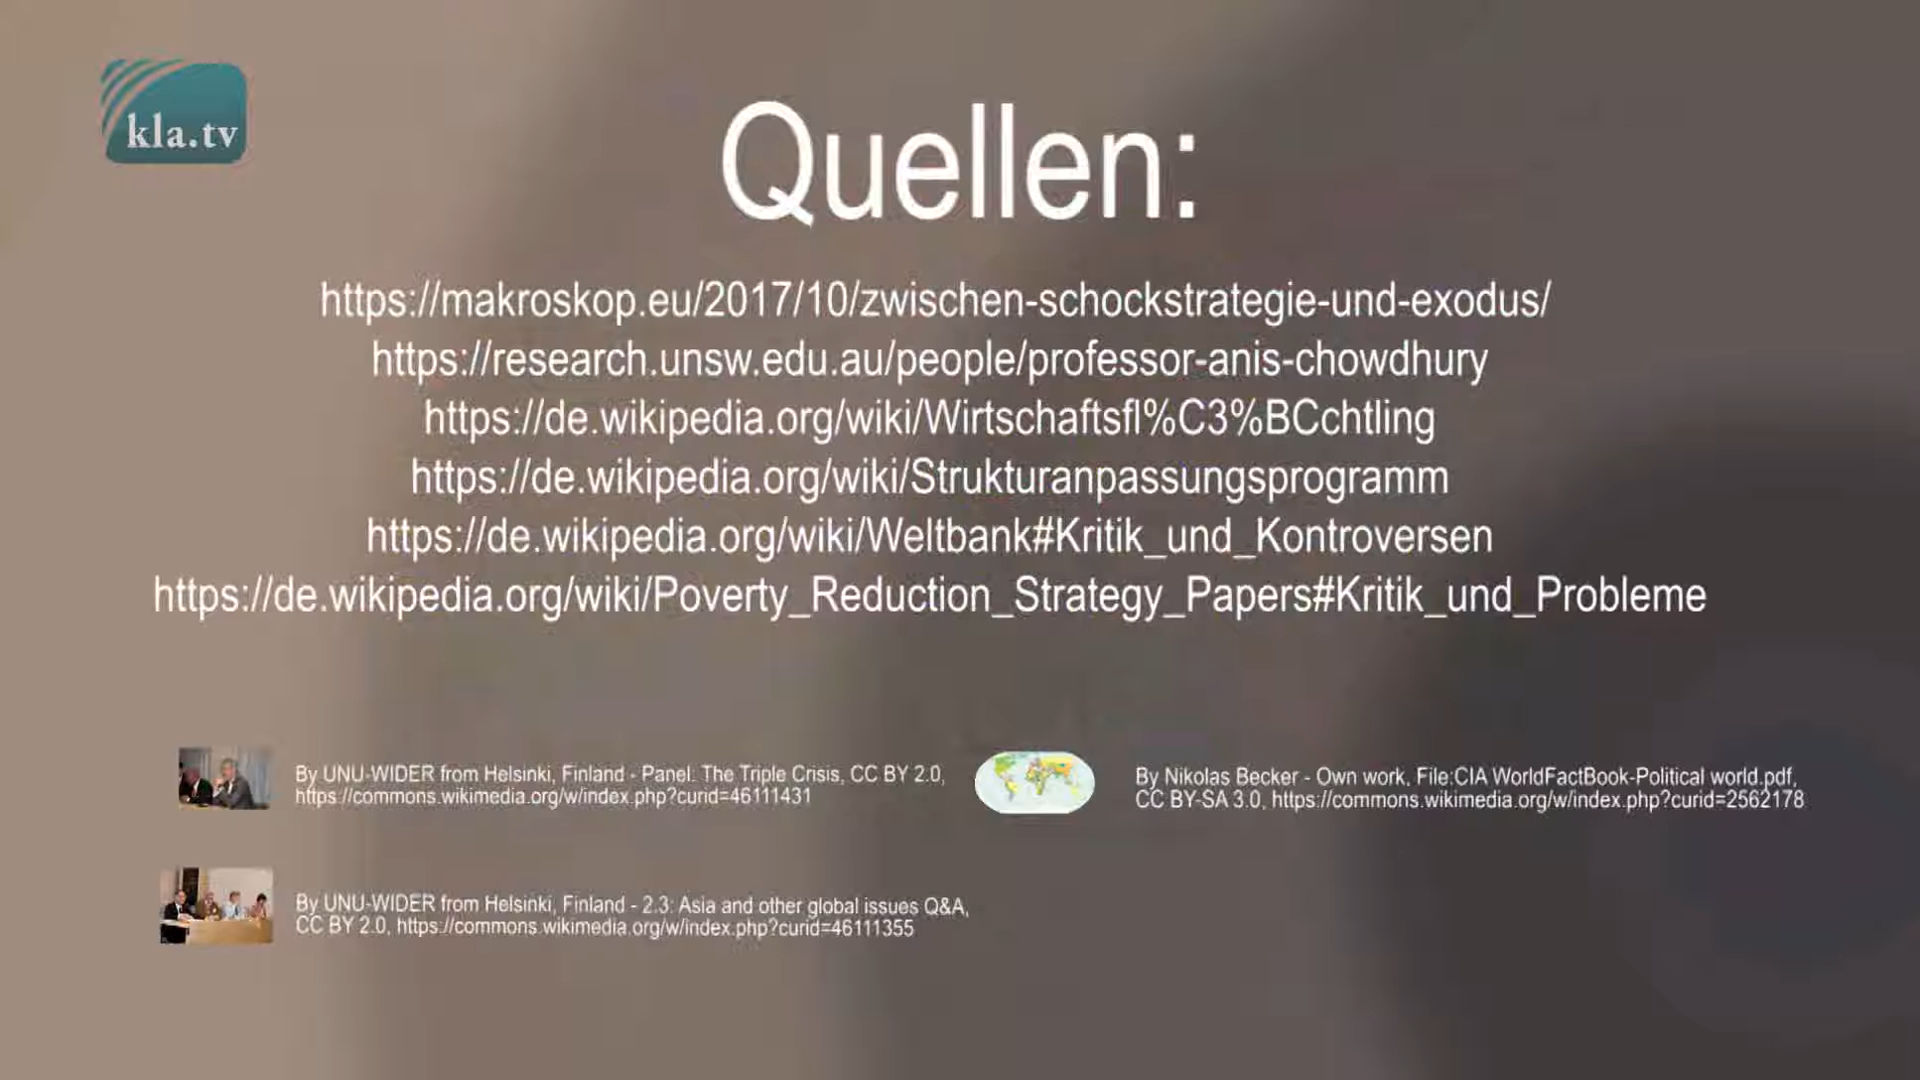 kla.tv
Quellen:
https://makroskop.eu/2017/10/zwischen-schockstrategie-und-exodus/
https://research.unsw.edu.au/people/professor-anis-chowdhury
https://de.wikipedia.org/wiki/Wirtschaftsfl%C3%BCchtling
https://de.wikipedia.org/wiki/Strukturanpassungsprogramm
https://de.wikipedia.org/wiki/Weltbank#Kritik_und_Kontroversen
https://de.wikipedia.org/wiki/Poverty_Reduction_Strategy_Papers#Kritik_und_Probleme
By UNU-WIDER from Helsinki, Finland - Panel: The Triple Crisis, CC BY 2.0,
https://commons.wikimedia.org/w/index.php?curid=46111431
By Nikolas Becker - Own work, File:CIA WorldFactBook-Political world.pdf,
CC BY-SA 3.0, https://commons.wikimedia.org/w/index.php?curid=2562178
By UNU-WIDER from Helsinki, Finland - 2.3: Asia and other global issues Q&A,
CC BY 2.0, https://commons.wikimedia.org/w/index.php?curid=46111355